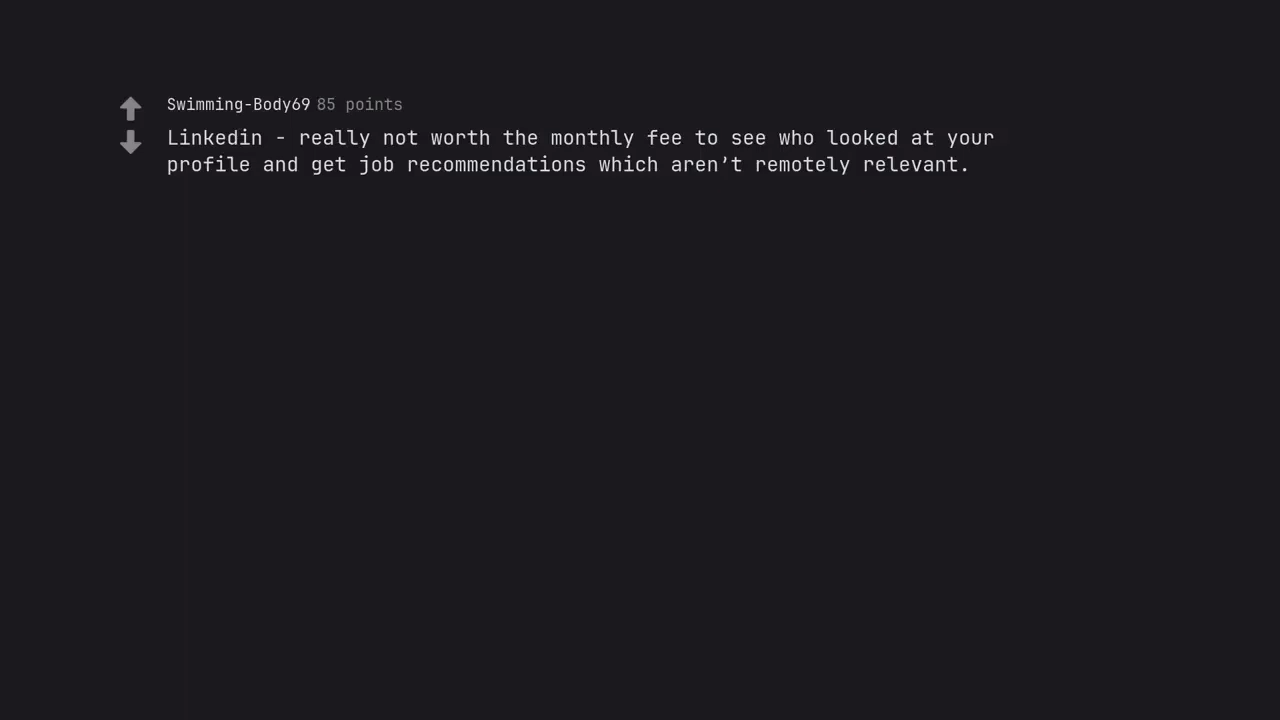 Swimming-Body69 85 points
Linkedin - really not worth the monthly fee to see who looked at your
profile and get job recommendations which aren’t remotely relevant.